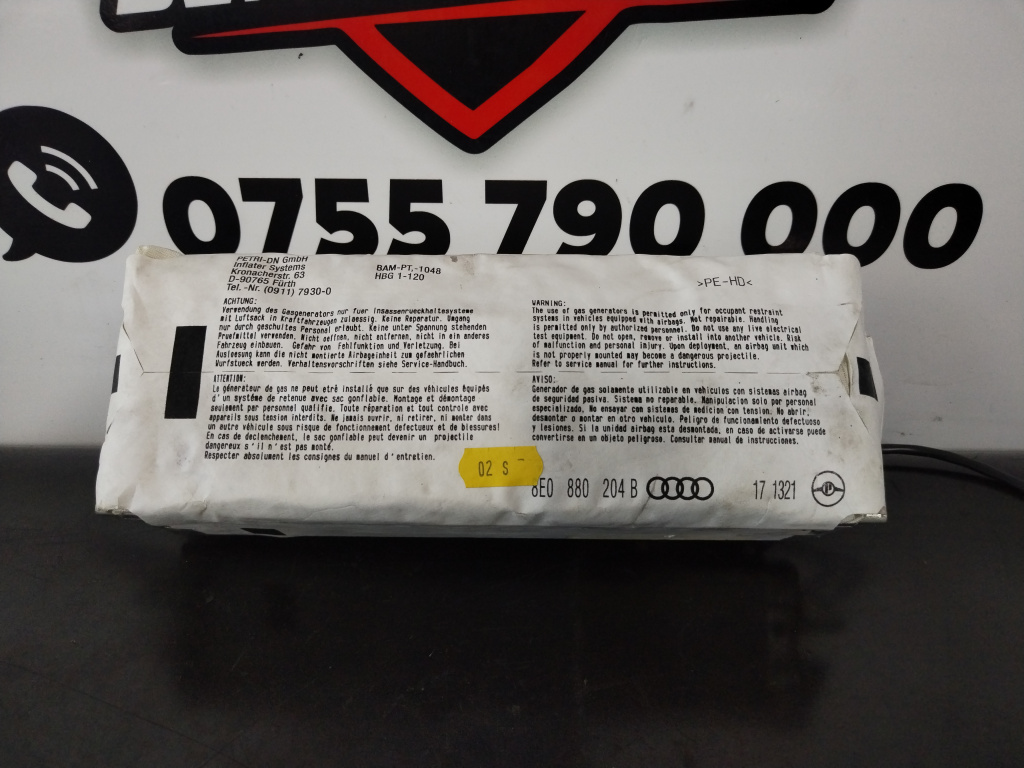 0755 790 000
PETRI-DN GmbH
Inflater Systems
Kronacherstr. 63
D-90765 Fürth
Tel.-Nr. (0911) 7930-0
BAM-PT.-1048
HBG 1-120
>PE-HD<
ACHTUNG:
Verwendung des Gasgenerators nur fuer Insassenrueckhaltesysteme
mit Luftsack in Kraftfahrzeugen zulaessig. Keine Reparatur. Umgang
nur durch geschultes Personal erlaubt. Keine unter Spannung stehenden
Pruefmittel verwenden. Nicht oeffnen, nicht entfernen, nicht in ein anderes
Fahrzeug einbauen. Gefahr von Fehlfunktion und Verletzung. Bei
Ausloesung kann die nicht montierte Airbageinheit zum gefaehrlichen
Wurfstueck werden. Verhaltensvorschriften siehe Service-Handbuch.
WARNING:
The use of gas generators is permitted only for occupant restraint
systems in vehicles equippes with airbags. Not repairable. Handling
is permitted only by authorized personnel. Do not use any live electrical
test equipment. Do not open, remove or install into another vehicle. Risk
of malfunction and personal injury. Upon deployment, an airbag unit which
is not properly mounted may become a dangerous projectile.
Refer to service manual for further instructions.
ATTENTION:
Le générateur de gas ne peut etré installé que sur des véhicules équipés
d'un système de retenue avec sac gonflable. Montage et démontage
seulement par personnel qualifie. Toute réparation et tout controle avec
appareils sous tension interdits. Ne jamais ouvrir, ni retirer, ni monter dans
un autre véhicule sous risque de fonctionnement defectueux et de blessures!
En cas de declenchement, le sac gonflable peut devenir un projectile
dangereux s'il n'est pas monté.
Respecter absolument les consignes du manuel d'entretien.
AVISO:
Generador de gas solamente utilizable en vehiculos con sistemas airbag
de seguridad pasiva. Sistema no reparable. Manipulacion solo por personal
especializado. No ensayar con sistemas de medicion con tension. No abrir,
desmontar o montar en otro vehiculo. Peligro de funcionamiento defectuoso
y lesiones. Si la unidad airbag esta desmontada, en caso de activarse puede
convertirse en un objeto peligroso. Consultar manual de instrucciones.
02 S
8E0 880 204 B
17 1321